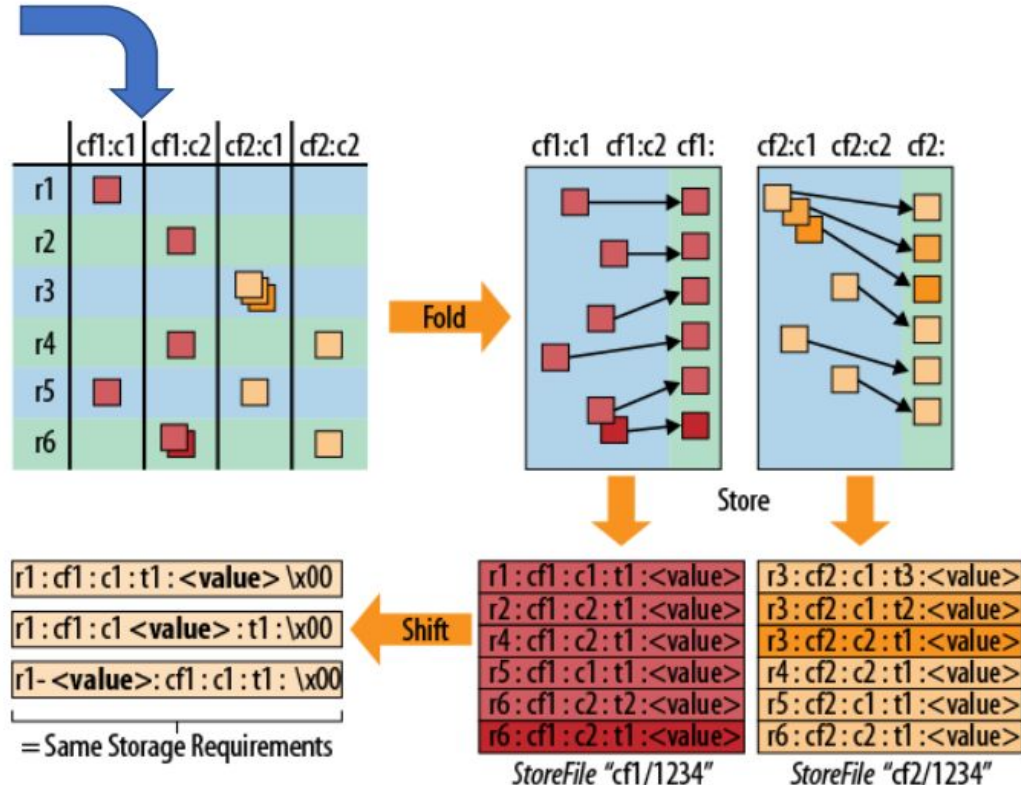 cf1:c1 cf1:c2 cf2:c1 cf2:c2
r1
r2
r3
r4
r5
r6
Fold
cf1:c1 cf1:c2 cf1:
cf2:c1 cf2:c2 cf2:
Store
r1 : cf1 : c1 : t1 : <value> \x00
r1 : cf1 : c1 <value> : t1 : \x00
r1- <value>: cf1 : c1 : t1 : \x00
= Same Storage Requirements
Shift
r1 : cf1 : c1 : t1 :<value>
r2 : cf1 : c2 : t1 :<value>
r4 : cf1 : c2 : t1 :<value>
r5 : cf1 : c1 : t1 :<value>
r6 : cf1 : c2 : t2 :<value>
r6 : cf1 : c2 : t1 :<value>
StoreFile "cf1/1234"
r3 : cf2 : c1 : t3 :<value>
r3 : cf2 : c1 : t2 :<value>
r3 : cf2 : c2 : t1 :<value>
r4 : cf2 : c2 : t1 :<value>
r5 : cf2 : c1 : t1 :<value>
r6 : cf2 : c2 : t1 :<value>
StoreFile "cf2/1234"